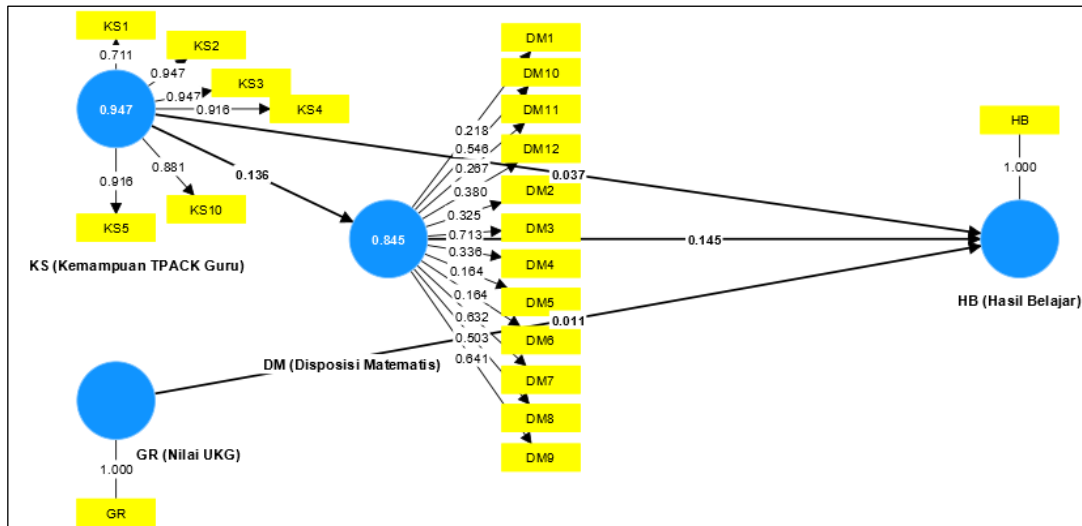 KS1
KS2
KS3
KS4
KS5
KS10
0.711
0.947
0.947
0.916
0.881
0.916
0.947
KS (Kemampuan TPACK Guru)
0.136
0.037
DM1
DM10
DM11
DM12
DM2
DM3
DM4
DM5
DM6
DM7
DM8
DM9
0.218
0.546
0.267
0.380
0.325
0.713
0.336
0.164
0.164
0.632
0.503
0.641
0.845
DM (Disposisi Matematis)
0.145
0.011
HB
1.000
HB (Hasil Belajar)
GR (Nilai UKG)
1.000
GR